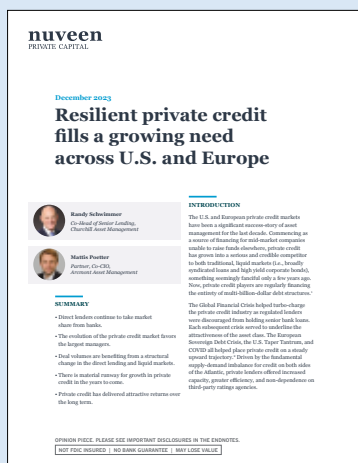 nuveen
PRIVATE CAPITAL
December 2023
Resilient private credit
fills a growing need
across U.S. and Europe
Randy Schwimmer
Co-Head of Senior Lending,
Churchill Asset Management
Mattis Poetter
Partner, Co-CIO,
Arcmont Asset Management
SUMMARY
• Direct lenders continue to take market
share from banks.
• The evolution of the private credit market favors
the largest managers.
• Deal volumes are benefiting from a structural
change in the direct lending and liquid markets.
• There is material runway for growth in private
credit in the years to come.
• Private credit has delivered attractive returns over
the long term.
INTRODUCTION
The U.S. and European private credit markets
have been a significant success story of asset
management for the last decade. Commencing as
a source of financing for mid-market companies
unable to raise funds elsewhere, private credit
has grown into a serious and credible competitor
to both traditional, liquid markets (i.e., broadly
syndicated loans and high yield corporate bonds),
something seemingly fanciful only a few years ago.
Now, private credit players are regularly financing
the entirety of multi-billion-dollar debt structures.¹
The Global Financial Crisis helped turbo-charge
the private credit industry as regulated lenders
were discouraged from holding senior bank loans.
Each subsequent crisis served to underline the
attractiveness of the asset class. The European
Sovereign Debt Crisis, the U.S. Taper Tantrum, and
COVID all helped place private credit on a steady
upward trajectory.² Driven by the fundamental
supply-demand imbalance for credit on both sides
of the Atlantic, private lenders offered increased
capacity, greater efficiency, and non-dependence on
third-party ratings agencies.
OPINION PIECE. PLEASE SEE IMPORTANT DISCLOSURES IN THE ENDNOTES.
NOT FDIC INSURED | NO BANK GUARANTEE | MAY LOSE VALUE